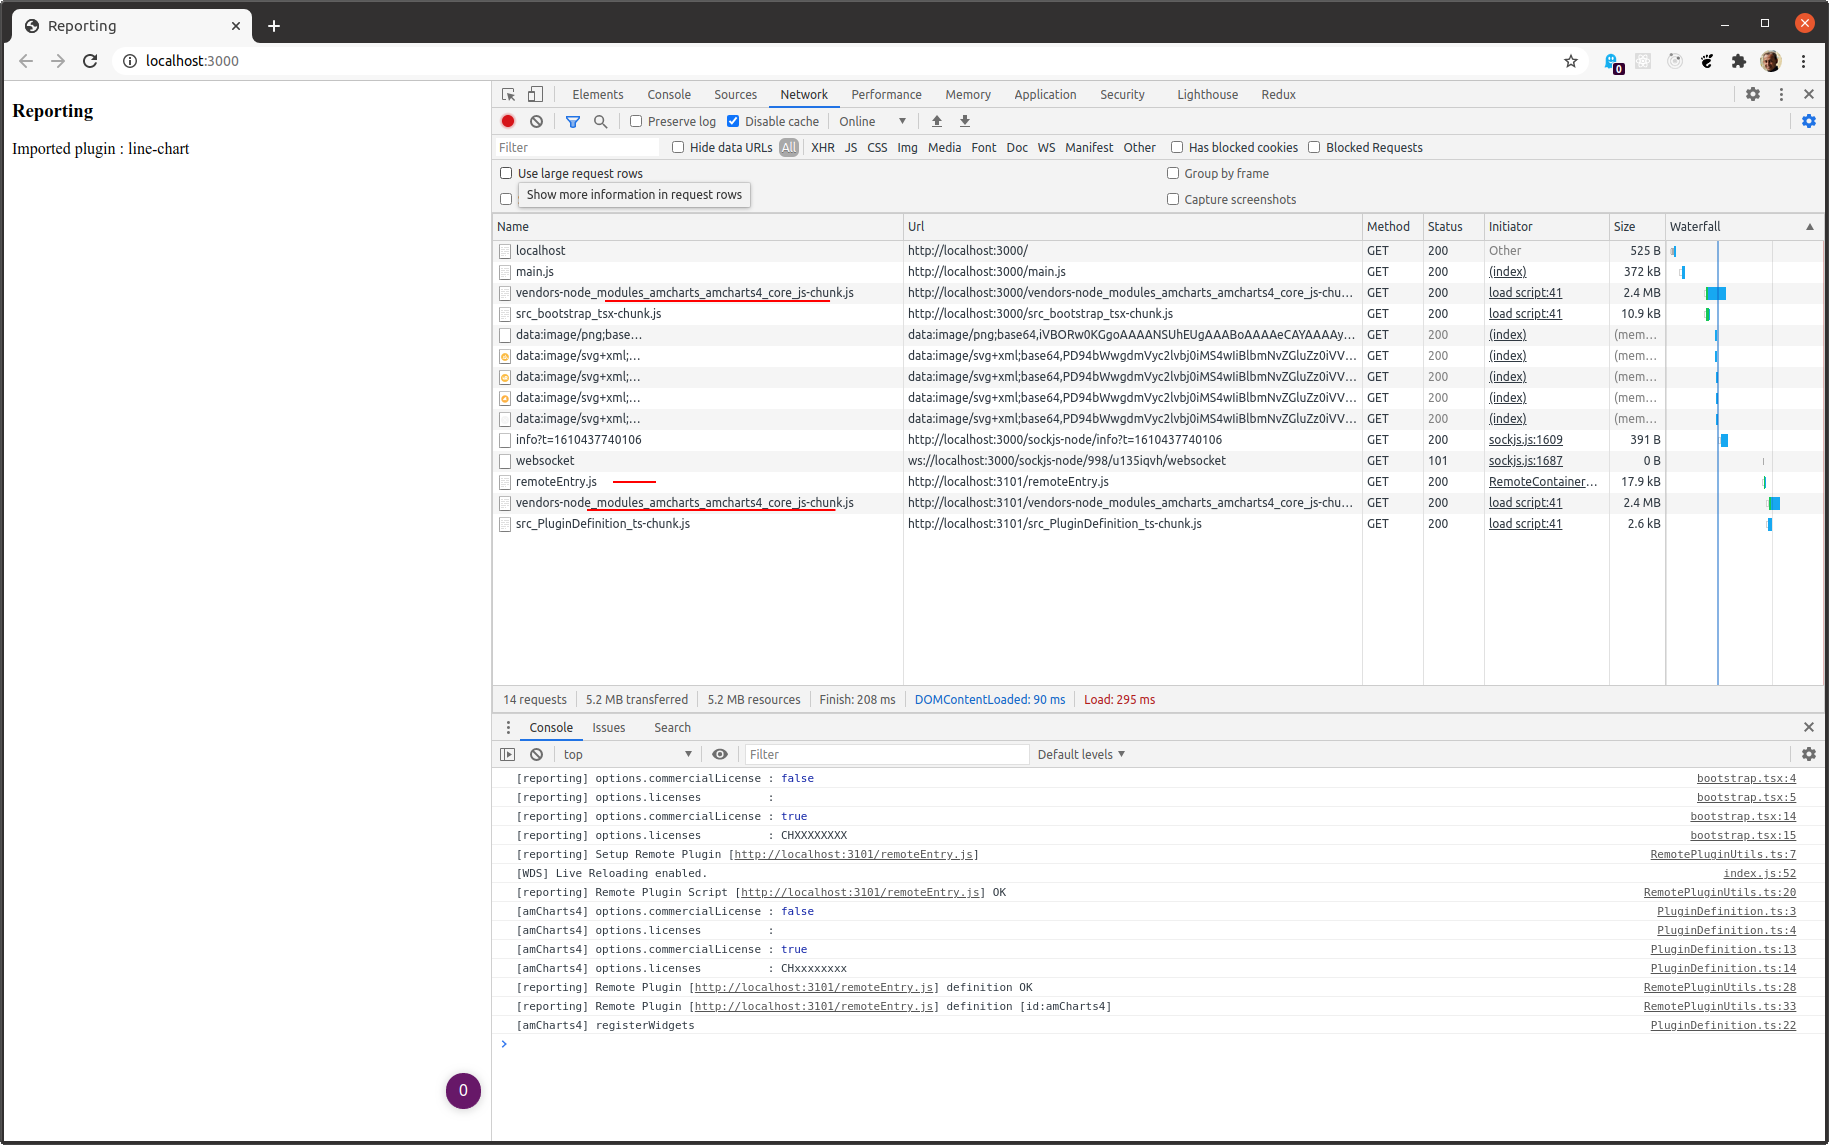 Reporting
localhost:3000
0
Reporting
Imported plugin : line-chart
0
Elements Console Sources Network Performance Memory Application Security Lighthouse Redux
Preserve log Disable cache Online
Filter Hide data URLs All XHR JS CSS Img Media Font Doc WS Manifest Other Has blocked cookies Blocked Requests
Use large request rows Group by frame
Show more information in request rows Capture screenshots
Name Url Method Status Initiator Size Waterfall
localhost http://localhost:3000/ GET 200 Other 525 B
main.js http://localhost:3000/main.js GET 200 (index) 372 kB
vendors-node_modules_amcharts_amcharts4_core_js-chunk.js http://localhost:3000/vendors-node_modules_amcharts_amcharts4_core_js-chu… GET 200 load script:41 2.4 MB
src_bootstrap_tsx-chunk.js http://localhost:3000/src_bootstrap_tsx-chunk.js GET 200 load script:41 10.9 kB
data:image/png;base… data:image/png;base64,iVBORw0KGgoAAAANSUhEUgAAABoAAAAeCAYAAAAy… GET 200 (index) (mem…
data:image/svg+xml;… data:image/svg+xml;base64,PD94bWwgdmVyc2lvbj0iMS4wIiBlbmNvZGluZz0iVV… GET 200 (index) (mem…
data:image/svg+xml;… data:image/svg+xml;base64,PD94bWwgdmVyc2lvbj0iMS4wIiBlbmNvZGluZz0iVV… GET 200 (index) (mem…
data:image/svg+xml;… data:image/svg+xml;base64,PD94bWwgdmVyc2lvbj0iMS4wIiBlbmNvZGluZz0iVV… GET 200 (index) (mem…
data:image/svg+xml;… data:image/svg+xml;base64,PD94bWwgdmVyc2lvbj0iMS4wIiBlbmNvZGluZz0iVV… GET 200 (index) (mem…
info?t=1610437740106 http://localhost:3000/sockjs-node/info?t=1610437740106 GET 200 sockjs.js:1609 391 B
websocket ws://localhost:3000/sockjs-node/998/u135iqvh/websocket GET 101 sockjs.js:1687 0 B
remoteEntry.js http://localhost:3101/remoteEntry.js GET 200 RemoteContainer… 17.9 kB
vendors-node_modules_amcharts_amcharts4_core_js-chunk.js http://localhost:3101/vendors-node_modules_amcharts_amcharts4_core_js-chu… GET 200 load script:41 2.4 MB
src_PluginDefinition_ts-chunk.js http://localhost:3101/src_PluginDefinition_ts-chunk.js GET 200 load script:41 2.6 kB
14 requests 5.2 MB transferred 5.2 MB resources Finish: 208 ms DOMContentLoaded: 90 ms Load: 295 ms
Console Issues Search
top Filter Default levels
[reporting] options.commercialLicense : false bootstrap.tsx:4
[reporting] options.licenses : bootstrap.tsx:5
[reporting] options.commercialLicense : true bootstrap.tsx:14
[reporting] options.licenses : CHXXXXXXXX bootstrap.tsx:15
[reporting] Setup Remote Plugin [http://localhost:3101/remoteEntry.js] RemotePluginUtils.ts:7
[WDS] Live Reloading enabled. index.js:52
[reporting] Remote Plugin Script [http://localhost:3101/remoteEntry.js] OK RemotePluginUtils.ts:20
[amCharts4] options.commercialLicense : false PluginDefinition.ts:3
[amCharts4] options.licenses : PluginDefinition.ts:4
[amCharts4] options.commercialLicense : true PluginDefinition.ts:13
[amCharts4] options.licenses : CHxxxxxxxx PluginDefinition.ts:14
[reporting] Remote Plugin [http://localhost:3101/remoteEntry.js] definition OK RemotePluginUtils.ts:28
[reporting] Remote Plugin [http://localhost:3101/remoteEntry.js] definition [id:amCharts4] RemotePluginUtils.ts:33
[amCharts4] registerWidgets PluginDefinition.ts:22